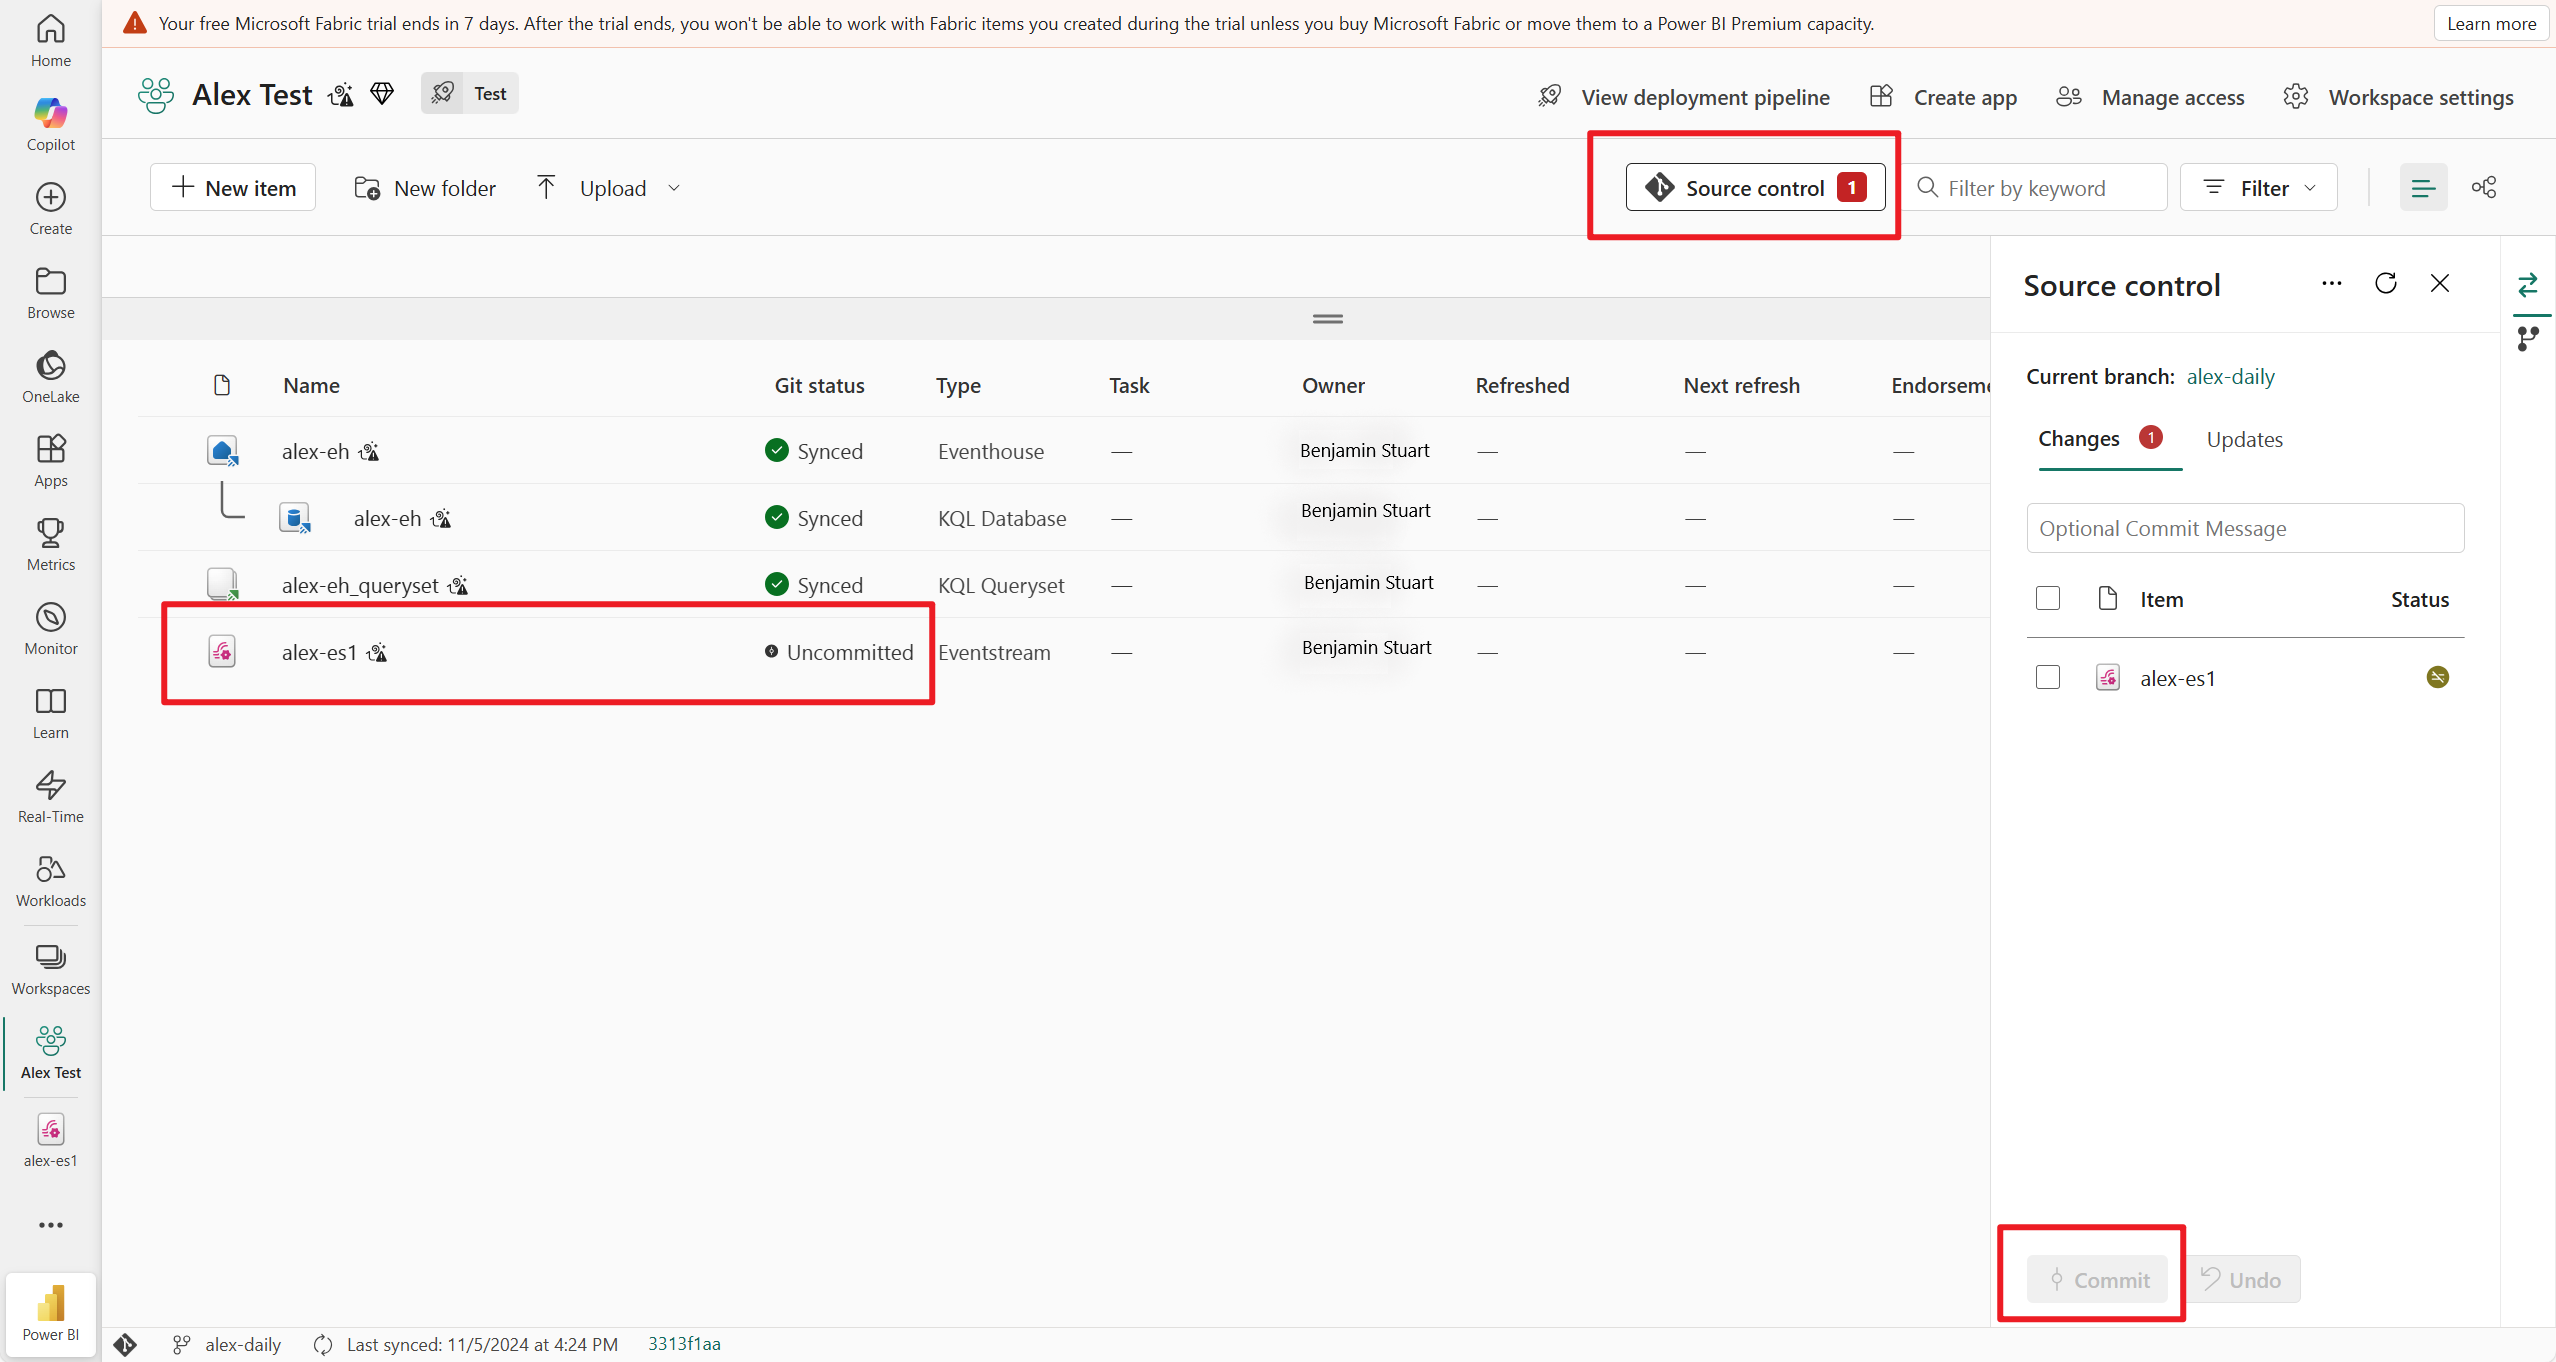 Your free Microsoft Fabric trial ends in 7 days. After the trial ends, you won't be able to work with Fabric items you created during the trial unless you buy Microsoft Fabric or move them to a Power BI Premium capacity.
Learn more
Home
Copilot
Create
Browse
OneLake
Apps
Metrics
Monitor
Learn
Real-Time
Workloads
Workspaces
Alex Test
alex-es1
Power BI
Alex Test
Test
View deployment pipeline
Create app
Manage access
Workspace settings
New item
New folder
Upload
Source control 1
Filter by keyword
Filter
Name Git status Type Task Owner Refreshed Next refresh Endorseme
alex-eh Synced Eventhouse — Benjamin Stuart — — —
alex-eh Synced KQL Database — Benjamin Stuart — — —
alex-eh_queryset Synced KQL Queryset — Benjamin Stuart — — —
alex-es1 Uncommitted Eventstream — Benjamin Stuart — — —
Source control
Current branch: alex-daily
Changes 1 Updates
Optional Commit Message
Item Status
alex-es1
Commit Undo
alex-daily Last synced: 11/5/2024 at 4:24 PM 3313f1aa